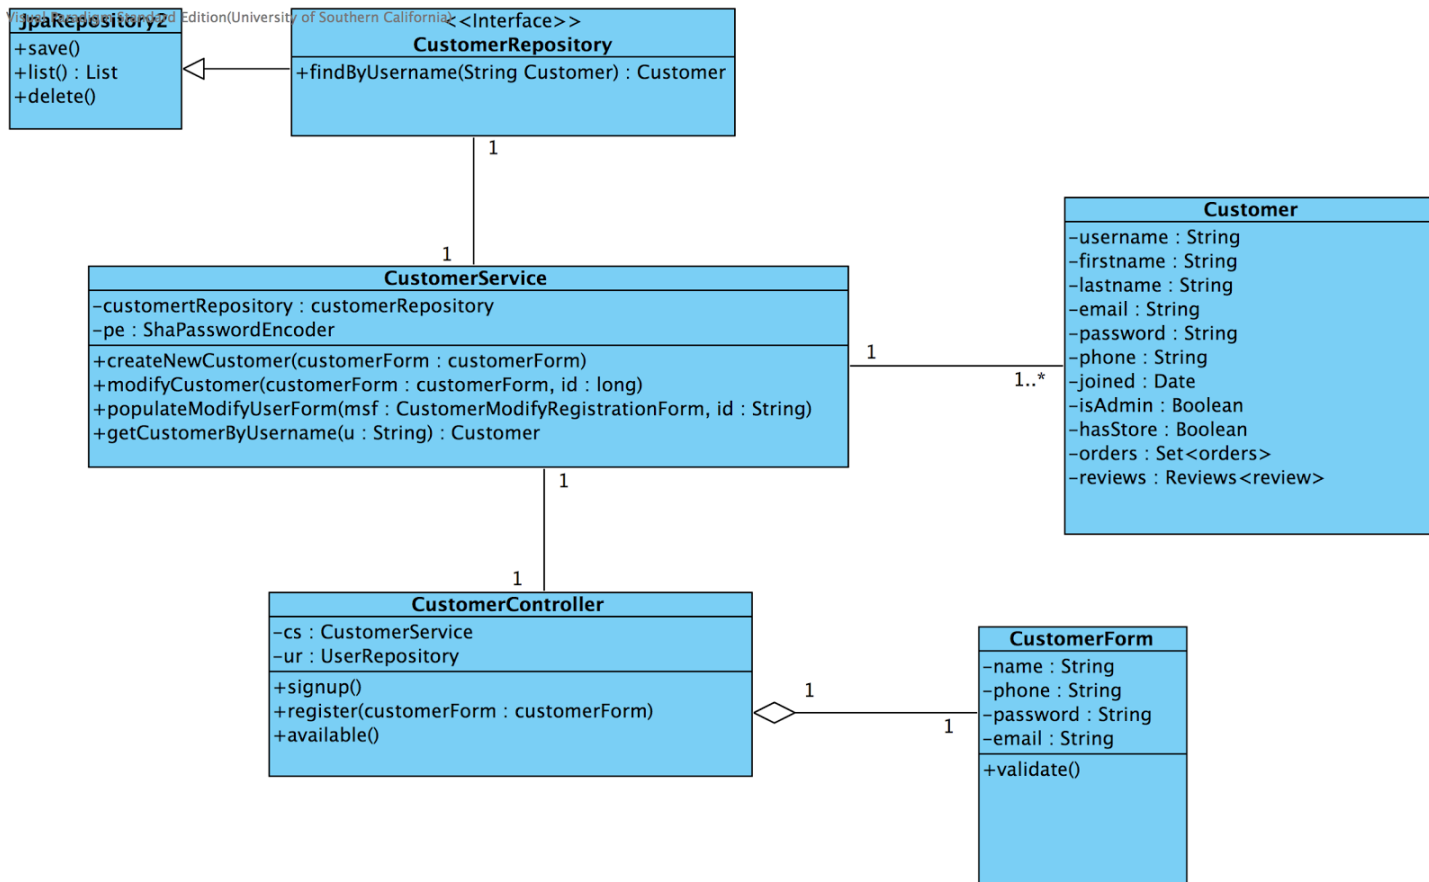 Visual Paradigm Standard Edition(University of Southern California)
JpaRepository2
+save()
+list() : List
+delete()
<<Interface>>
CustomerRepository
+findByUsername(String Customer) : Customer
1
1
CustomerService
-customertRepository : customerRepository
-pe : ShaPasswordEncoder
+createNewCustomer(customerForm : customerForm)
+modifyCustomer(customerForm : customerForm, id : long)
+populateModifyUserForm(msf : CustomerModifyRegistrationForm, id : String)
+getCustomerByUsername(u : String) : Customer
1
1..*
Customer
-username : String
-firstname : String
-lastname : String
-email : String
-password : String
-phone : String
-joined : Date
-isAdmin : Boolean
-hasStore : Boolean
-orders : Set<orders>
-reviews : Reviews<review>
1
1
CustomerController
-cs : CustomerService
-ur : UserRepository
+signup()
+register(customerForm : customerForm)
+available()
1
1
CustomerForm
-name : String
-phone : String
-password : String
-email : String
+validate()